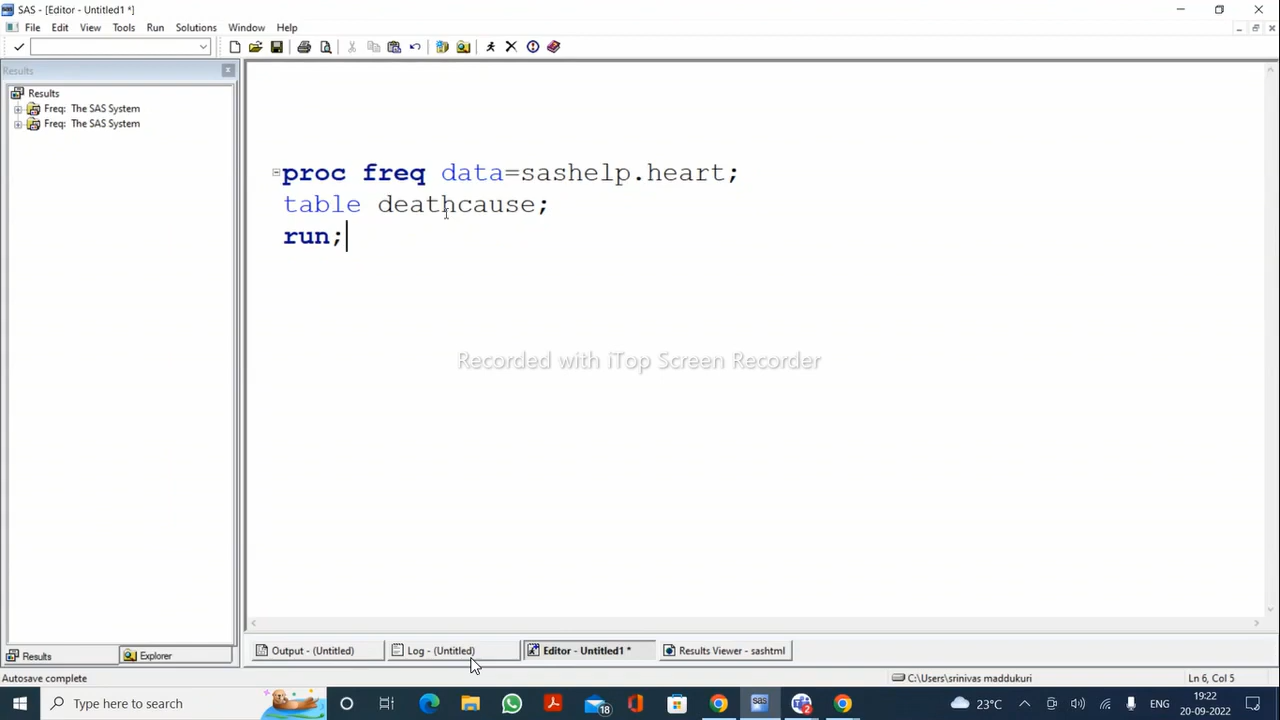 SAS - [Editor - Untitled1 *]
File Edit View Tools Run Solutions Window Help
Results
Results
Freq: The SAS System
Freq: The SAS System
proc freq data=sashelp.heart;
table deathcause;
run;
Recorded with iTop Screen Recorder
Results Explorer
Output - (Untitled) Log - (Untitled) Editor - Untitled1 * Results Viewer - sashtml
Autosave complete C:\Users\srinivas maddukuri Ln 6, Col 5
Type here to search 18 sas 2 23°C ENG 19:22
20-09-2022